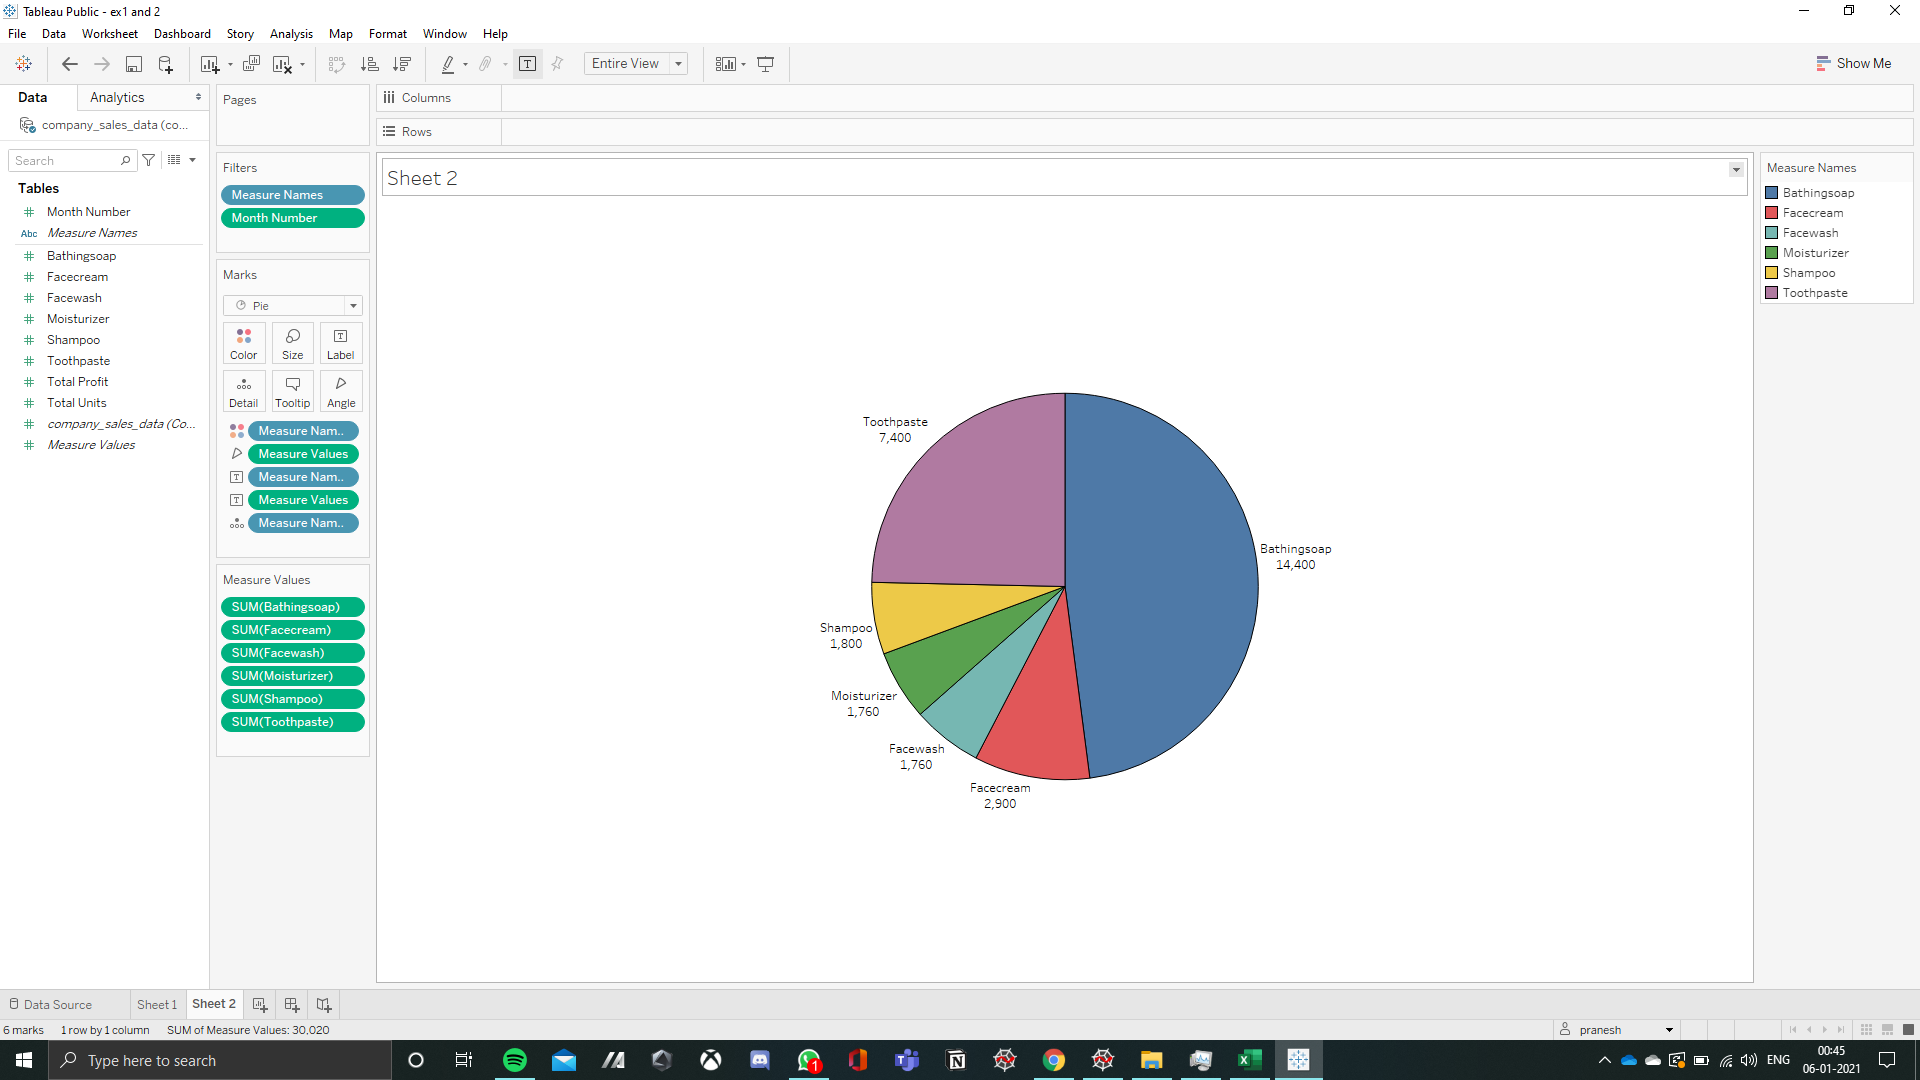 Tableau Public - ex1 and 2
File Data Worksheet Dashboard Story Analysis Map Format Window Help
Entire View
Show Me
Data Analytics
company_sales_data (co...
Search
Tables
Month Number
Abc Measure Names
Bathingsoap
Facecream
Facewash
Moisturizer
Shampoo
Toothpaste
Total Profit
Total Units
company_sales_data (Co...
Measure Values
Pages
Filters
Measure Names
Month Number
Marks
Pie
Color Size Label
Detail Tooltip Angle
Measure Nam..
Measure Values
Measure Nam..
Measure Values
Measure Nam..
Measure Values
SUM(Bathingsoap)
SUM(Facecream)
SUM(Facewash)
SUM(Moisturizer)
SUM(Shampoo)
SUM(Toothpaste)
Columns
Rows
Sheet 2
Toothpaste
7,400
Bathingsoap
14,400
Shampoo
1,800
Moisturizer
1,760
Facewash
1,760
Facecream
2,900
Measure Names
Bathingsoap
Facecream
Facewash
Moisturizer
Shampoo
Toothpaste
Data Source Sheet 1 Sheet 2
6 marks 1 row by 1 column SUM of Measure Values: 30,020
pranesh
Type here to search
1
ENG
00:45
06-01-2021